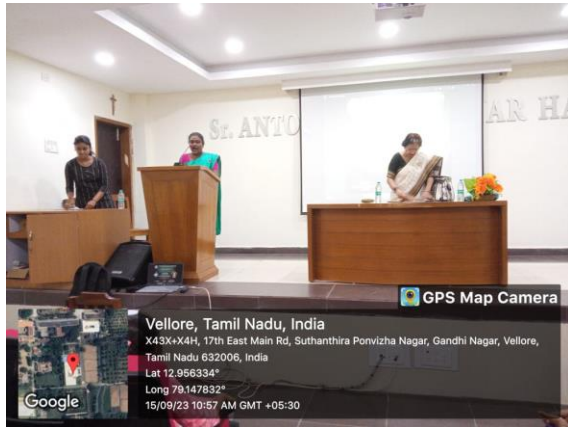 Sr. ANTO
AR HA
GPS Map Camera
Vellore, Tamil Nadu, India
X43X+X4H, 17th East Main Rd, Suthanthira Ponvizha Nagar, Gandhi Nagar, Vellore,
Tamil Nadu 632006, India
Lat 12.956334°
Long 79.147832°
15/09/23 10:57 AM GMT +05:30
Google